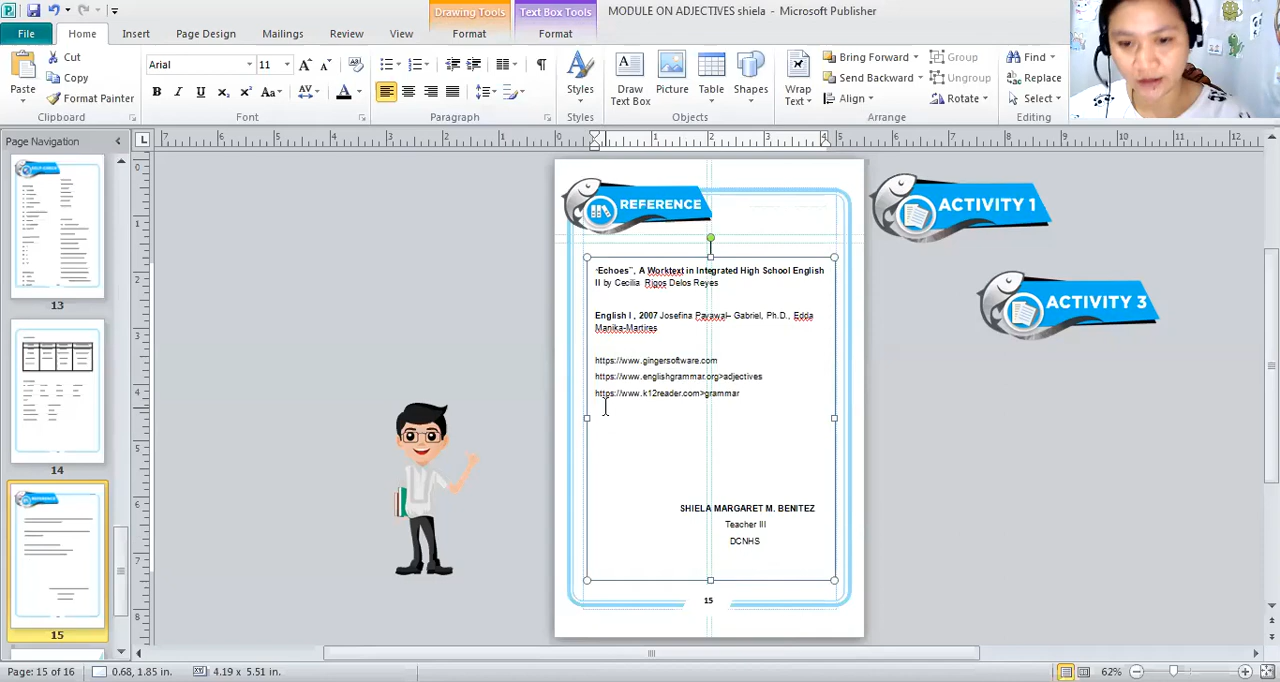 Drawing Tools
Text Box Tools
MODULE ON ADJECTIVES shiela - Microsoft Publisher
File
Home
Insert
Page Design
Mailings
Review
View
Format
Format
Paste
Cut
Copy
Format Painter
Clipboard
Arial
11
Font
Paragraph
Styles
Styles
Draw
Text Box
Picture
Table
Shapes
Objects
Wrap
Text
Bring Forward
Send Backward
Align
Group
Ungroup
Rotate
Arrange
Find
Replace
Select
Editing
Page Navigation
13
14
REFERENCE
15
REFERENCE
"Echoes", A Worktext in Integrated High School English
II by Cecilia Rigos Delos Reyes
English I , 2007 Josefina Payawal– Gabriel, Ph.D., Edda
Manika-Martires
https://www.gingersoftware.com
https://www.englishgrammar.org>adjectives
https://www.k12reader.com>grammar
SHIELA MARGARET M. BENITEZ
Teacher III
DCNHS
15
ACTIVITY 1
ACTIVITY 3
Page: 15 of 16
0.68, 1.85 in.
4.19 x 5.51 in.
62%